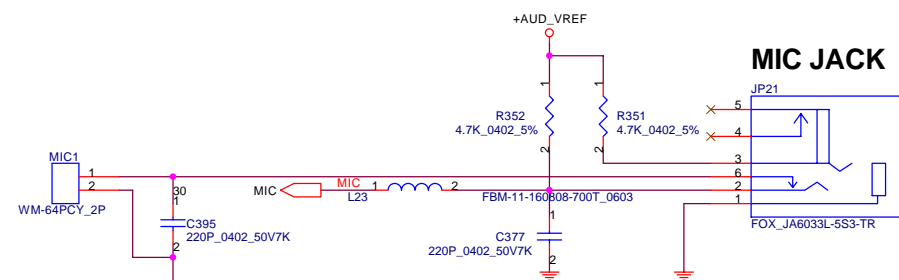 +AUD_VREF
MIC JACK
JP21
1
1
5
R352
4.7K_0402_5%
R351
4.7K_0402_5%
4
MIC1
2
2
3
1
6
2
30
MIC
MIC
1
2
2
L23
FBM-11-160808-700T_0603
1
WM-64PCY_2P
1
1
FOX_JA6033L-5S3-TR
C395
220P_0402_50V7K
C377
220P_0402_50V7K
2
2